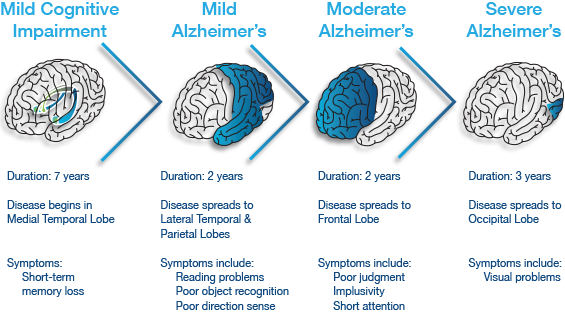 Mild Cognitive
Impairment
Duration: 7 years
Disease begins in
Medial Temporal Lobe
Symptoms:
Short-term
memory loss
Mild
Alzheimer's
Duration: 2 years
Disease spreads to
Lateral Temporal &
Parietal Lobes
Symptoms include:
Reading problems
Poor object recognition
Poor direction sense
Moderate
Alzheimer's
Duration: 2 years
Disease spreads to
Frontal Lobe
Symptoms include:
Poor judgment
Implusivity
Short attention
Severe
Alzheimer's
Duration: 3 years
Disease spreads to
Occipital Lobe
Symptoms include:
Visual problems